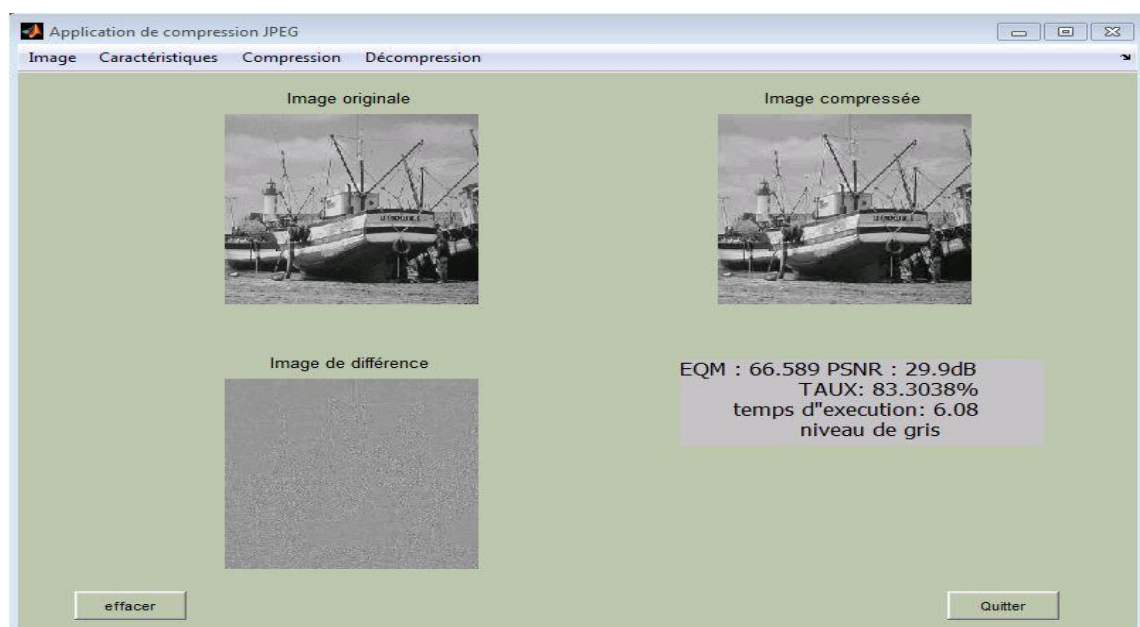 Application de compression JPEG
Image Caractéristiques Compression Décompression
Image originale
Image compressée
Image de différence
EQM : 66.589 PSNR : 29.9dB
TAUX: 83.3038%
temps d"execution: 6.08
niveau de gris
effacer
Quitter